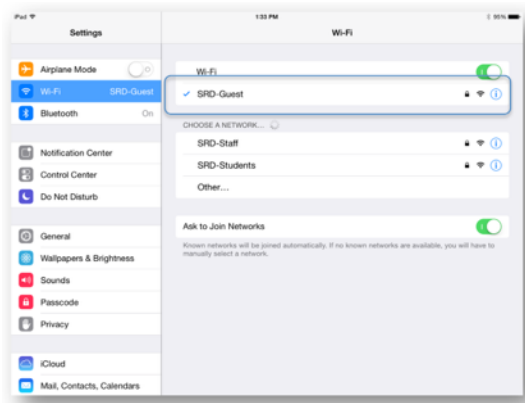 iPad
1:33 PM
95%
Settings
Wi-Fi
Airplane Mode
Wi-Fi SRD-Guest
Bluetooth On
Notification Center
Control Center
Do Not Disturb
General
Wallpapers & Brightness
Sounds
Passcode
Privacy
iCloud
Mail, Contacts, Calendars
Wi-Fi
SRD-Guest
CHOOSE A NETWORK...
SRD-Staff
SRD-Students
Other...
Ask to Join Networks
Known networks will be joined automatically. If no known networks are available, you will have to
manually select a network.